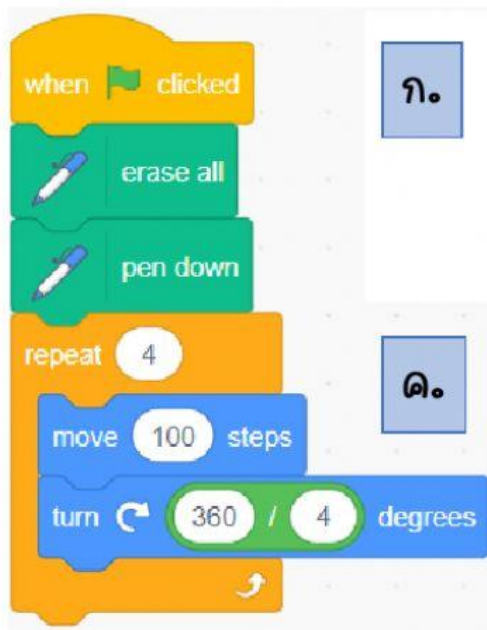 when clicked
ก.
erase all
pen down
repeat 4
ค.
move 100 steps
turn 360 / 4 degrees